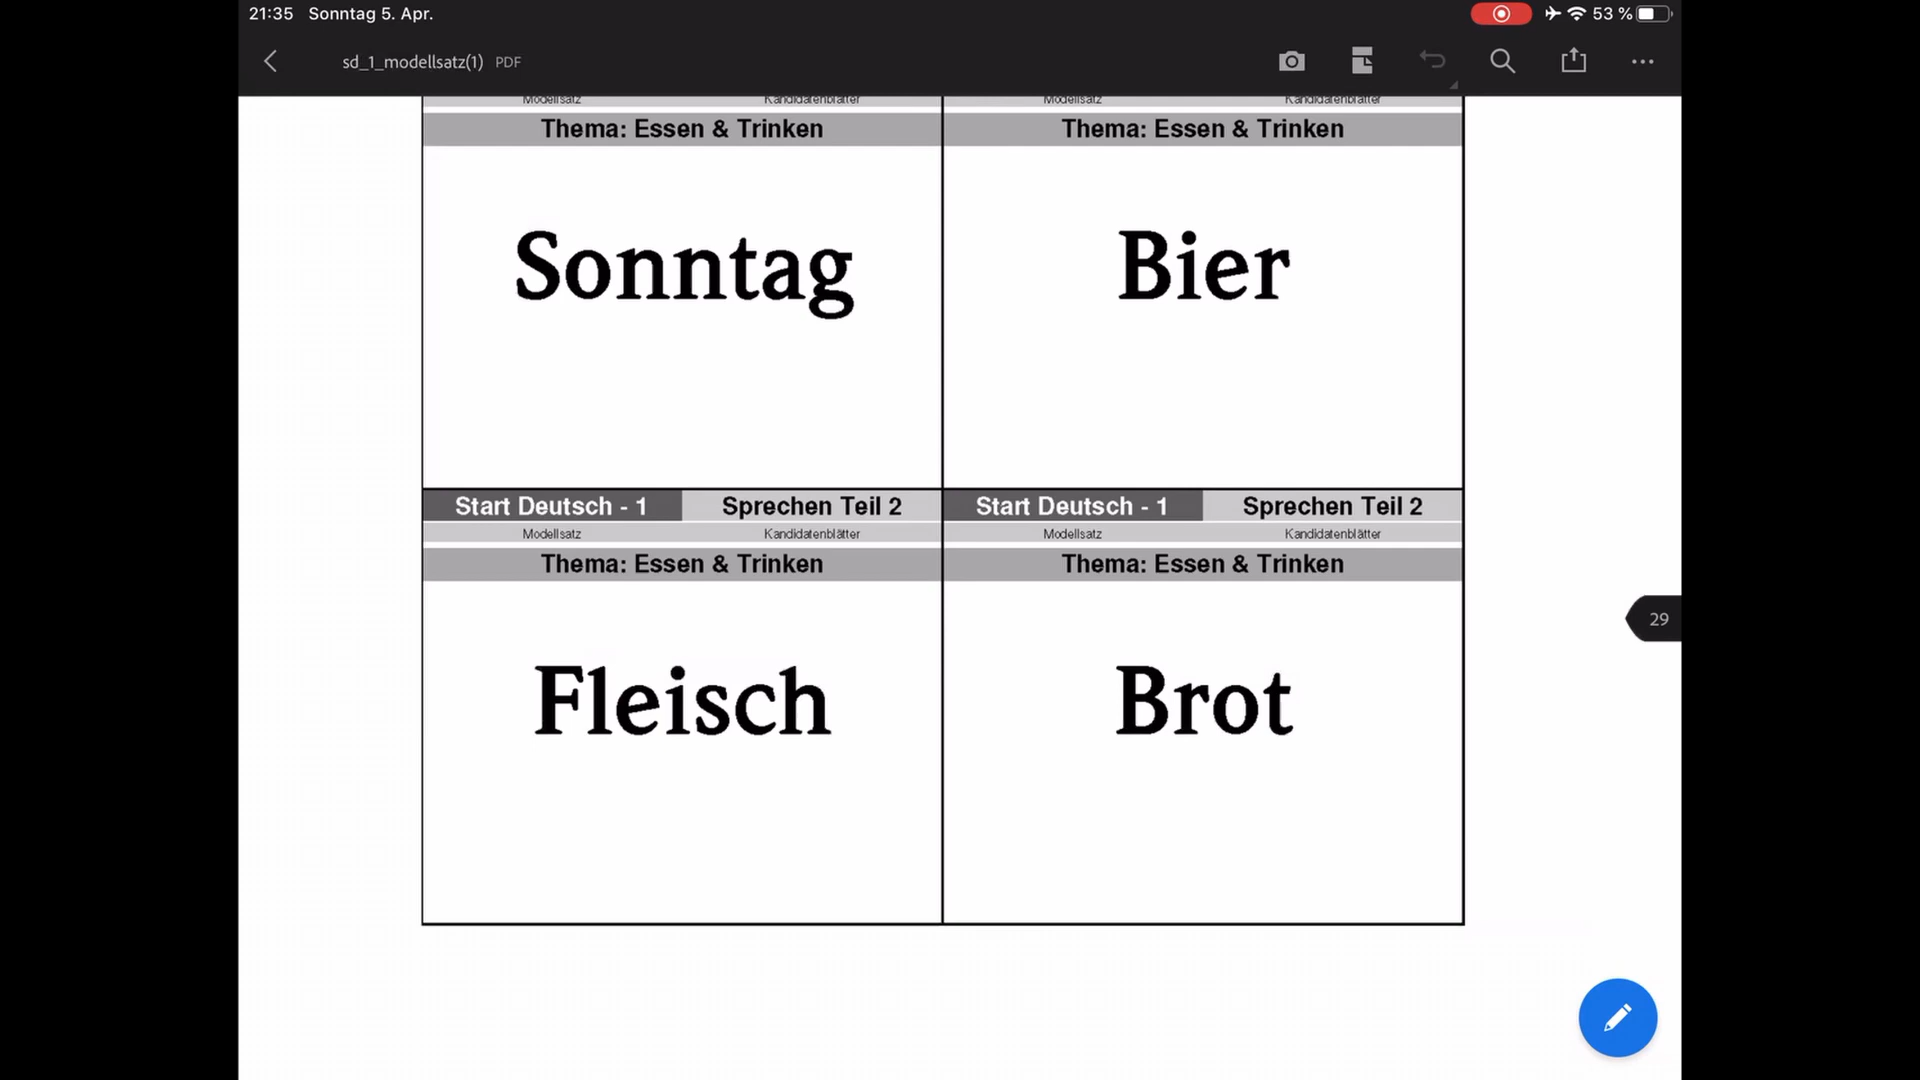 21:35 Sonntag 5. Apr. 53 %
sd_1_modellsatz(1) PDF
Modellsatz Kandidatenblätter Modellsatz Kandidatenblätter
Thema: Essen & Trinken Thema: Essen & Trinken
Sonntag Bier
Start Deutsch - 1 Sprechen Teil 2 Start Deutsch - 1 Sprechen Teil 2
Modellsatz Kandidatenblätter Modellsatz Kandidatenblätter
Thema: Essen & Trinken Thema: Essen & Trinken
29
Fleisch Brot